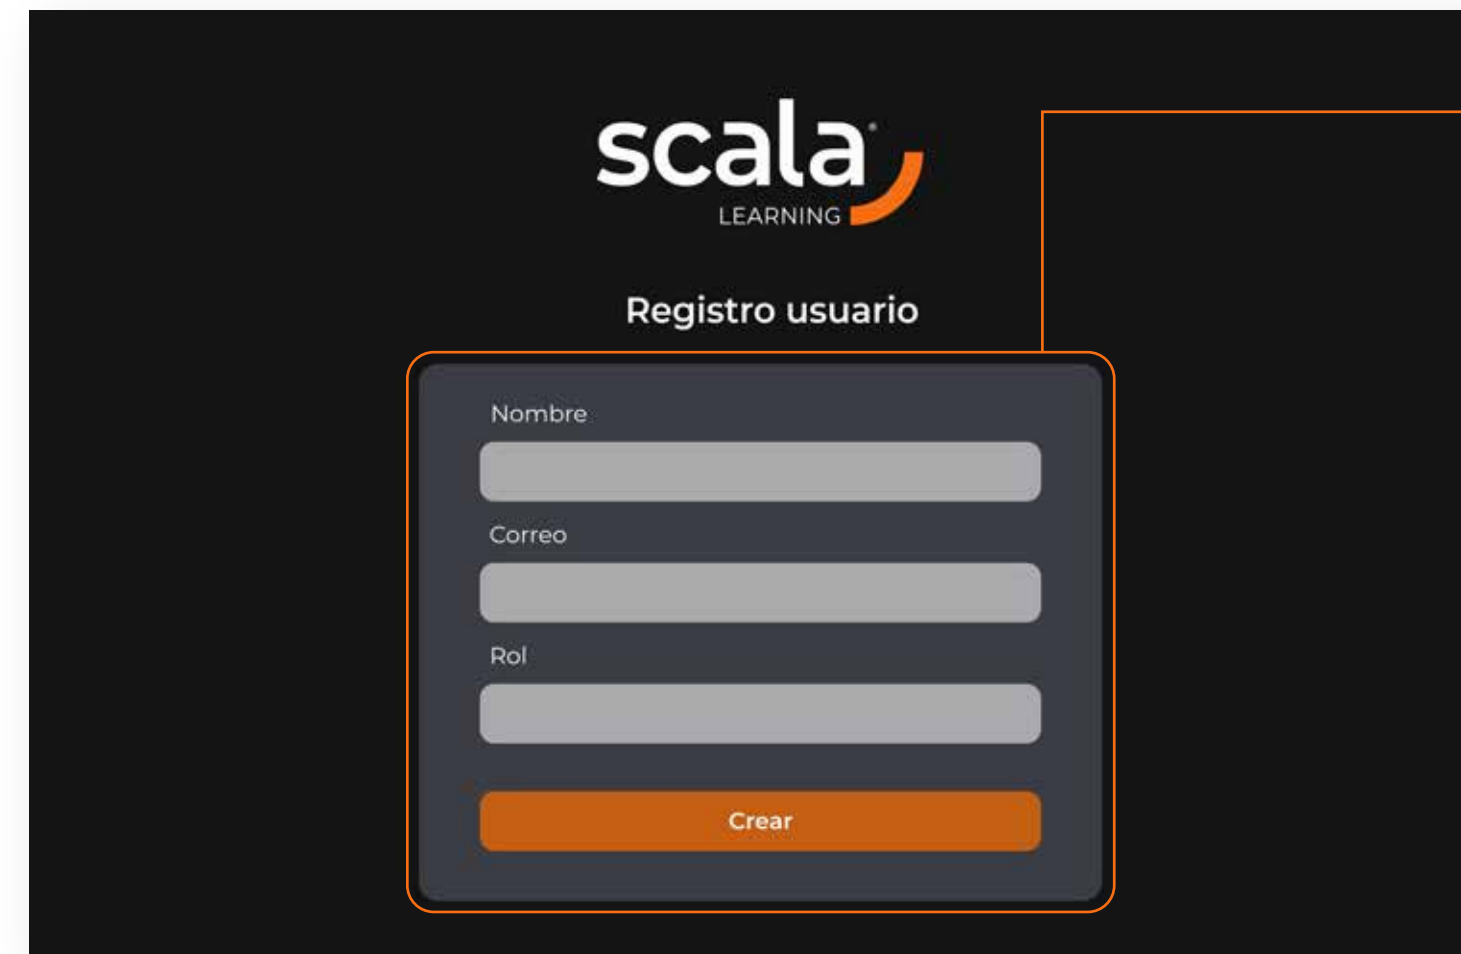 scala
LEARNING
Registro usuario
Nombre
Correo
Rol
Crear